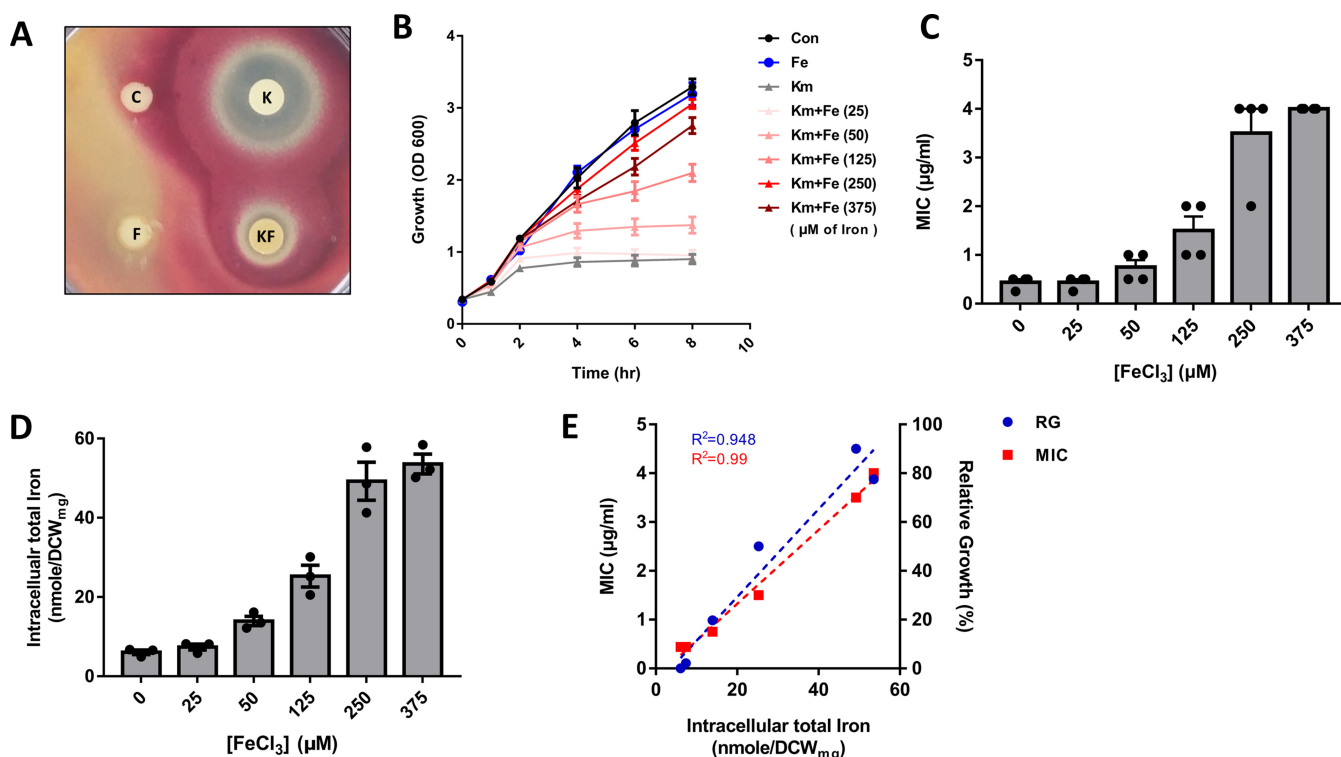 A
C
K
F
KF
B
Growth (OD 600)
4
3
2
1
0
0
2
4
6
8
10
Time (hr)
Con
Fe
Km
Km+Fe (25)
Km+Fe (50)
Km+Fe (125)
Km+Fe (250)
Km+Fe (375)
( µM of Iron )
C
MIC (µg/ml)
5
4
3
2
1
0
0
25
50
125
250
375
[FeCl3] (µM)
D
Intracellualr total Iron
(nmole/DCWmg)
60
40
20
0
0
25
50
125
250
375
[FeCl3] (µM)
E
R2=0.948
R2=0.99
MIC (µg/ml)
5
4
3
2
1
0
0
20
40
60
Intracellular total Iron
(nmole/DCWmg)
100
80
60
40
20
0
Relative Growth (%)
RG
MIC